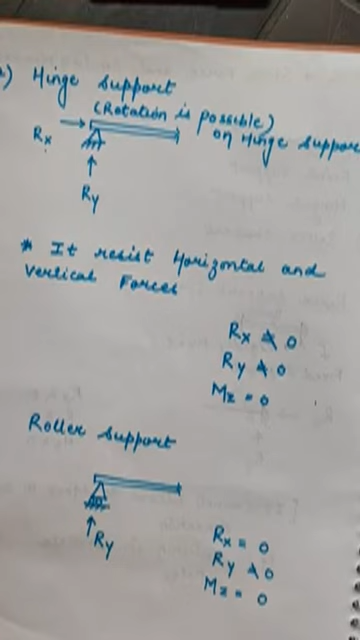 ) Hinge Support
(Rotation is possible)
on Hinge suppor
Rx
Ry
* It resist Horizontal and
vertical Forces
Rx ≠ 0
Ry ≠ 0
Mz = 0
Roller Support
Ry
Rx = 0
Ry ≠ 0
Mz = 0